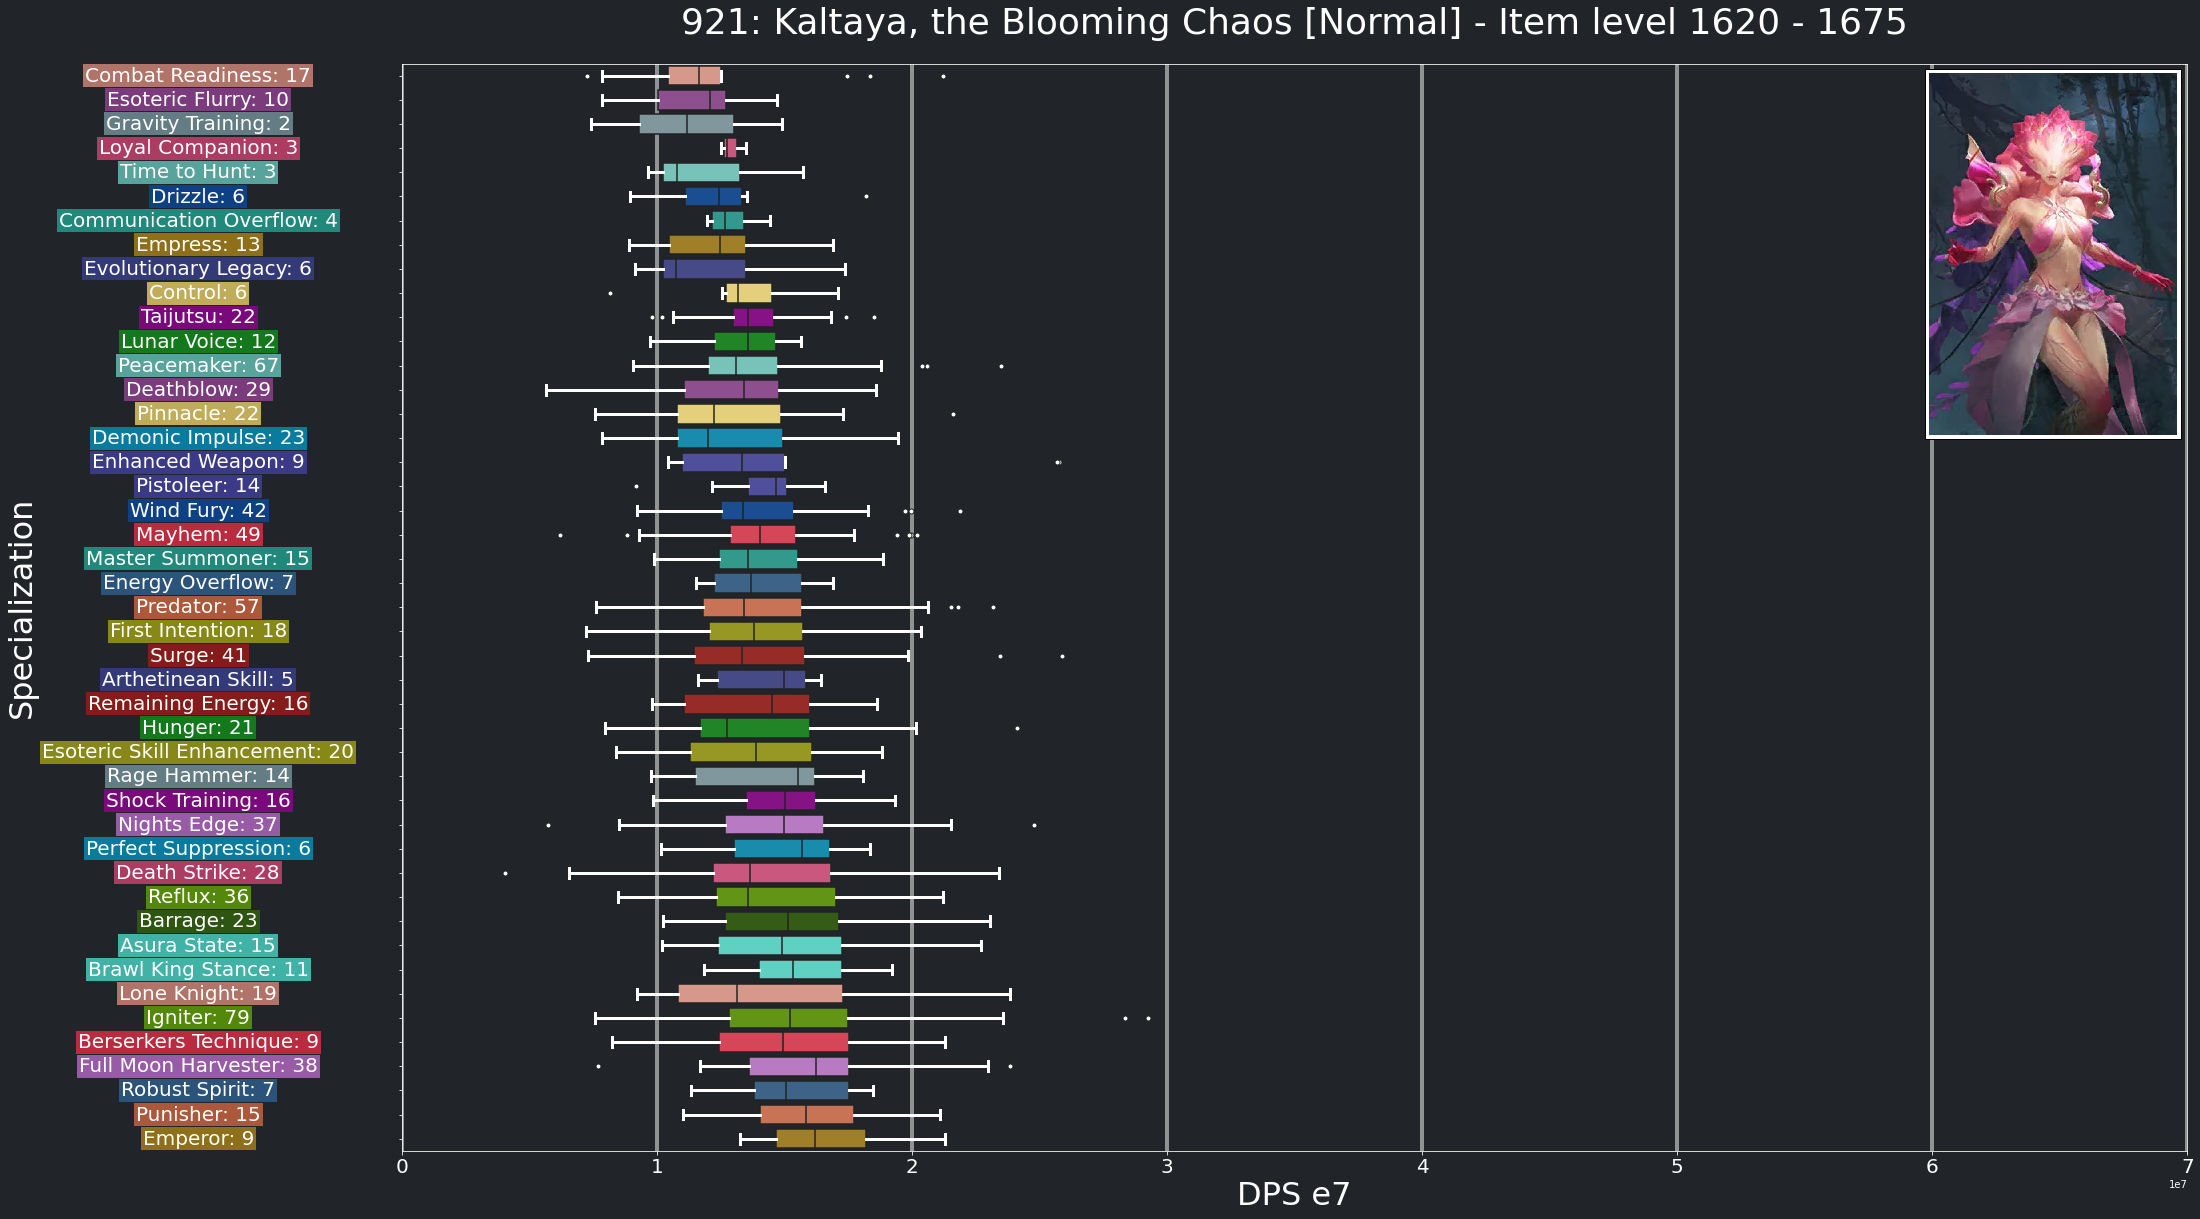 921: Kaltaya, the Blooming Chaos [Normal] - Item level 1620 - 1675
Combat Readiness: 17
Esoteric Flurry: 10
Gravity Training: 2
Loyal Companion: 3
Time to Hunt: 3
Drizzle: 6
Communication Overflow: 4
Empress: 13
Evolutionary Legacy: 6
Control: 6
Taijutsu: 22
Lunar Voice: 12
Peacemaker: 67
Deathblow: 29
Pinnacle: 22
Demonic Impulse: 23
Enhanced Weapon: 9
Pistoleer: 14
Wind Fury: 42
Mayhem: 49
Master Summoner: 15
Energy Overflow: 7
Predator: 57
First Intention: 18
Surge: 41
Arthetinean Skill: 5
Remaining Energy: 16
Hunger: 21
Esoteric Skill Enhancement: 20
Rage Hammer: 14
Shock Training: 16
Nights Edge: 37
Perfect Suppression: 6
Death Strike: 28
Reflux: 36
Barrage: 23
Asura State: 15
Brawl King Stance: 11
Lone Knight: 19
Igniter: 79
Berserkers Technique: 9
Full Moon Harvester: 38
Robust Spirit: 7
Punisher: 15
Emperor: 9
Specialization
0 1 2 3 4 5 6 7
1e7
DPS e7